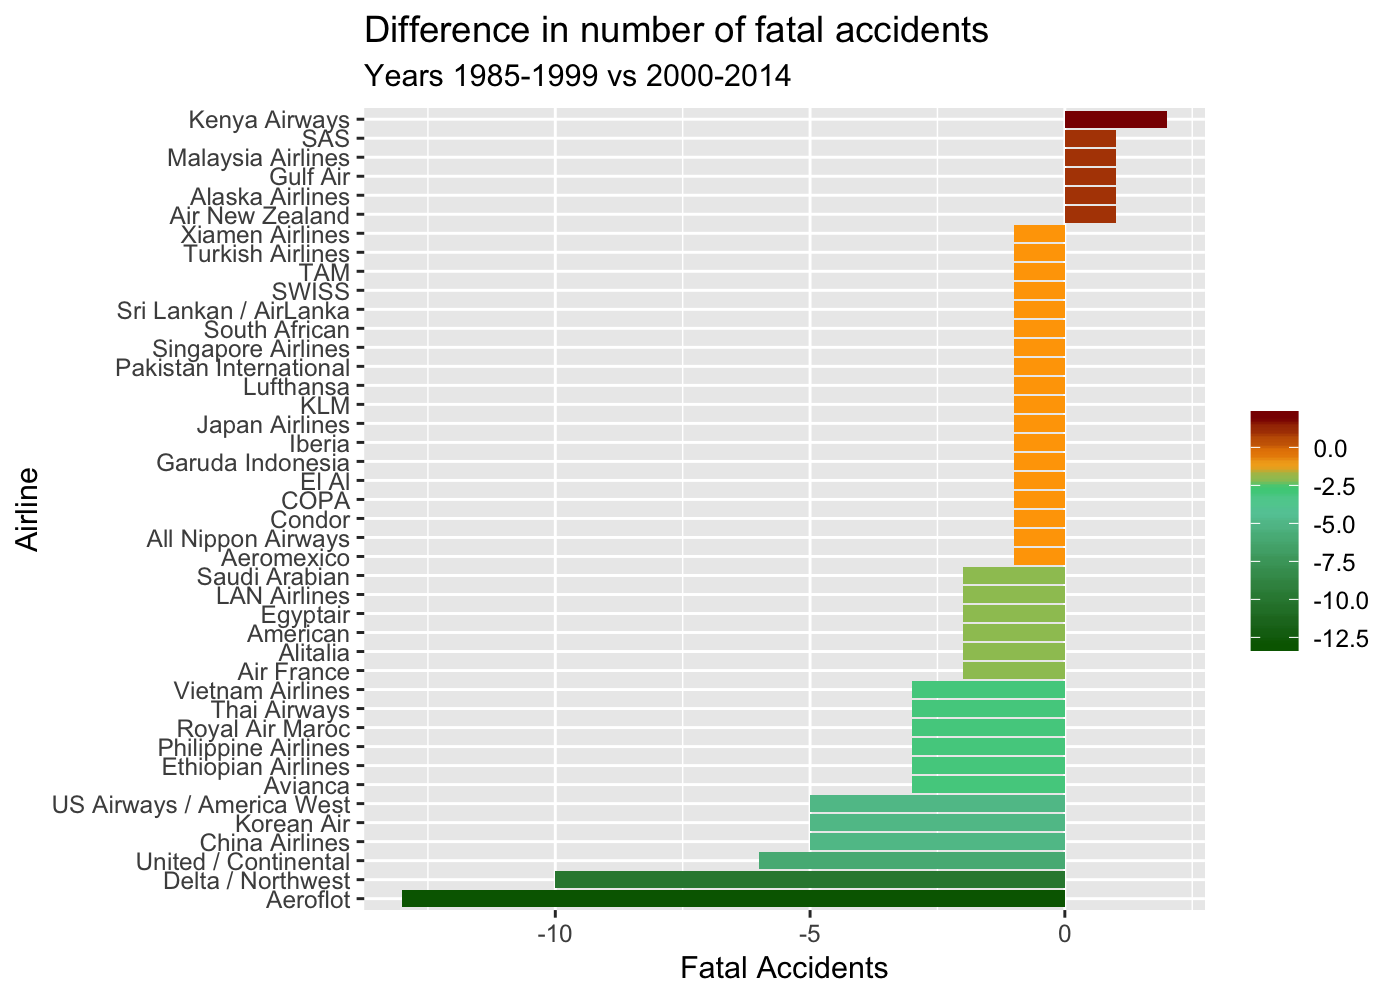 Difference in number of fatal accidents
Years 1985-1999 vs 2000-2014
Kenya Airways
SAS
Malaysia Airlines
Gulf Air
Alaska Airlines
Air New Zealand
Xiamen Airlines
Turkish Airlines
TAM
SWISS
Sri Lankan / AirLanka
South African
Singapore Airlines
Pakistan International
Lufthansa
KLM
Japan Airlines
Iberia
Garuda Indonesia
El Al
COPA
Condor
All Nippon Airways
Aeromexico
Saudi Arabian
LAN Airlines
Egyptair
American
Alitalia
Air France
Vietnam Airlines
Thai Airways
Royal Air Maroc
Philippine Airlines
Ethiopian Airlines
Avianca
US Airways / America West
Korean Air
China Airlines
United / Continental
Delta / Northwest
Aeroflot
Airline
-10
-5
0
Fatal Accidents
0.0
-2.5
-5.0
-7.5
-10.0
-12.5